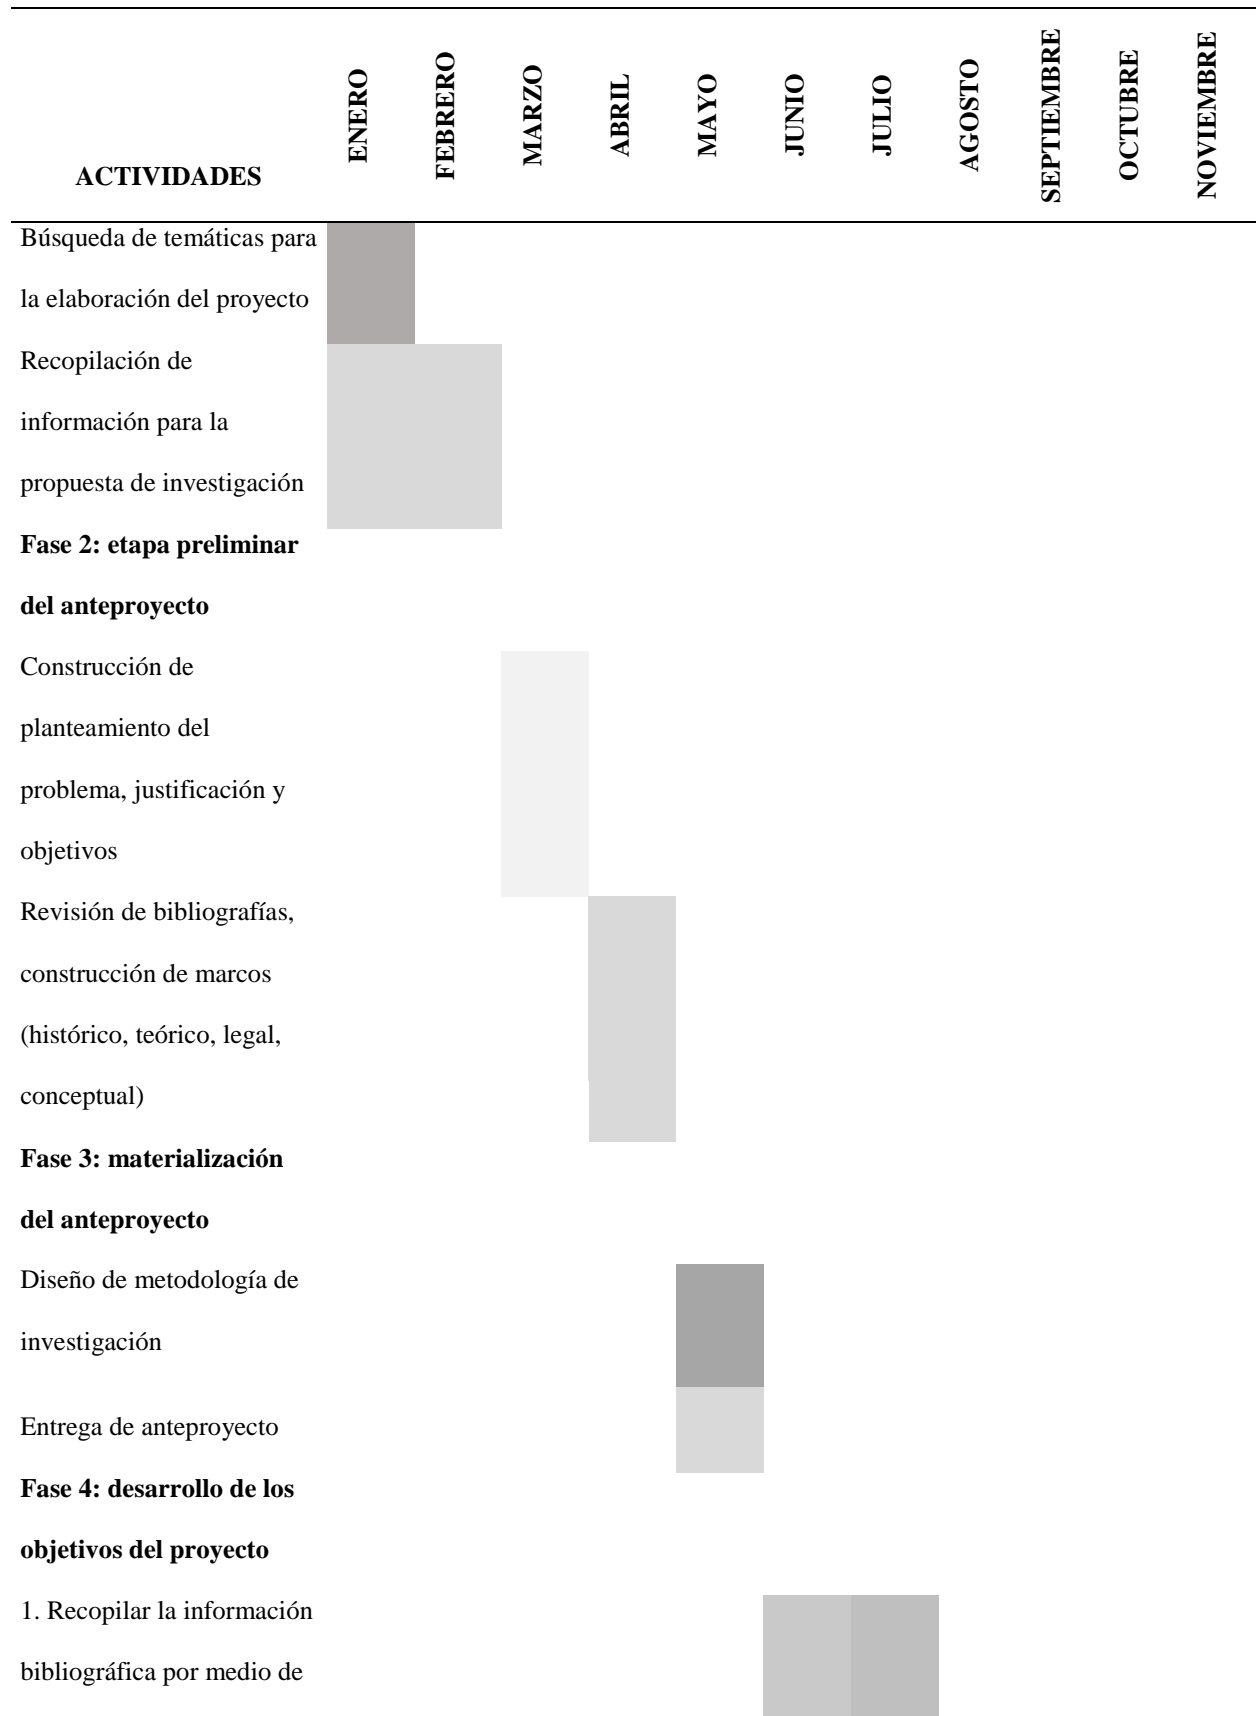 ACTIVIDADES
ENERO
FEBRERO
MARZO
ABRIL
MAYO
JUNIO
JULIO
AGOSTO
SEPTIEMBRE
OCTUBRE
NOVIEMBRE
Búsqueda de temáticas para
la elaboración del proyecto
Recopilación de
información para la
propuesta de investigación
Fase 2: etapa preliminar
del anteproyecto
Construcción de
planteamiento del
problema, justificación y
objetivos
Revisión de bibliografías,
construcción de marcos
(histórico, teórico, legal,
conceptual)
Fase 3: materialización
del anteproyecto
Diseño de metodología de
investigación
Entrega de anteproyecto
Fase 4: desarrollo de los
objetivos del proyecto
1. Recopilar la información
bibliográfica por medio de